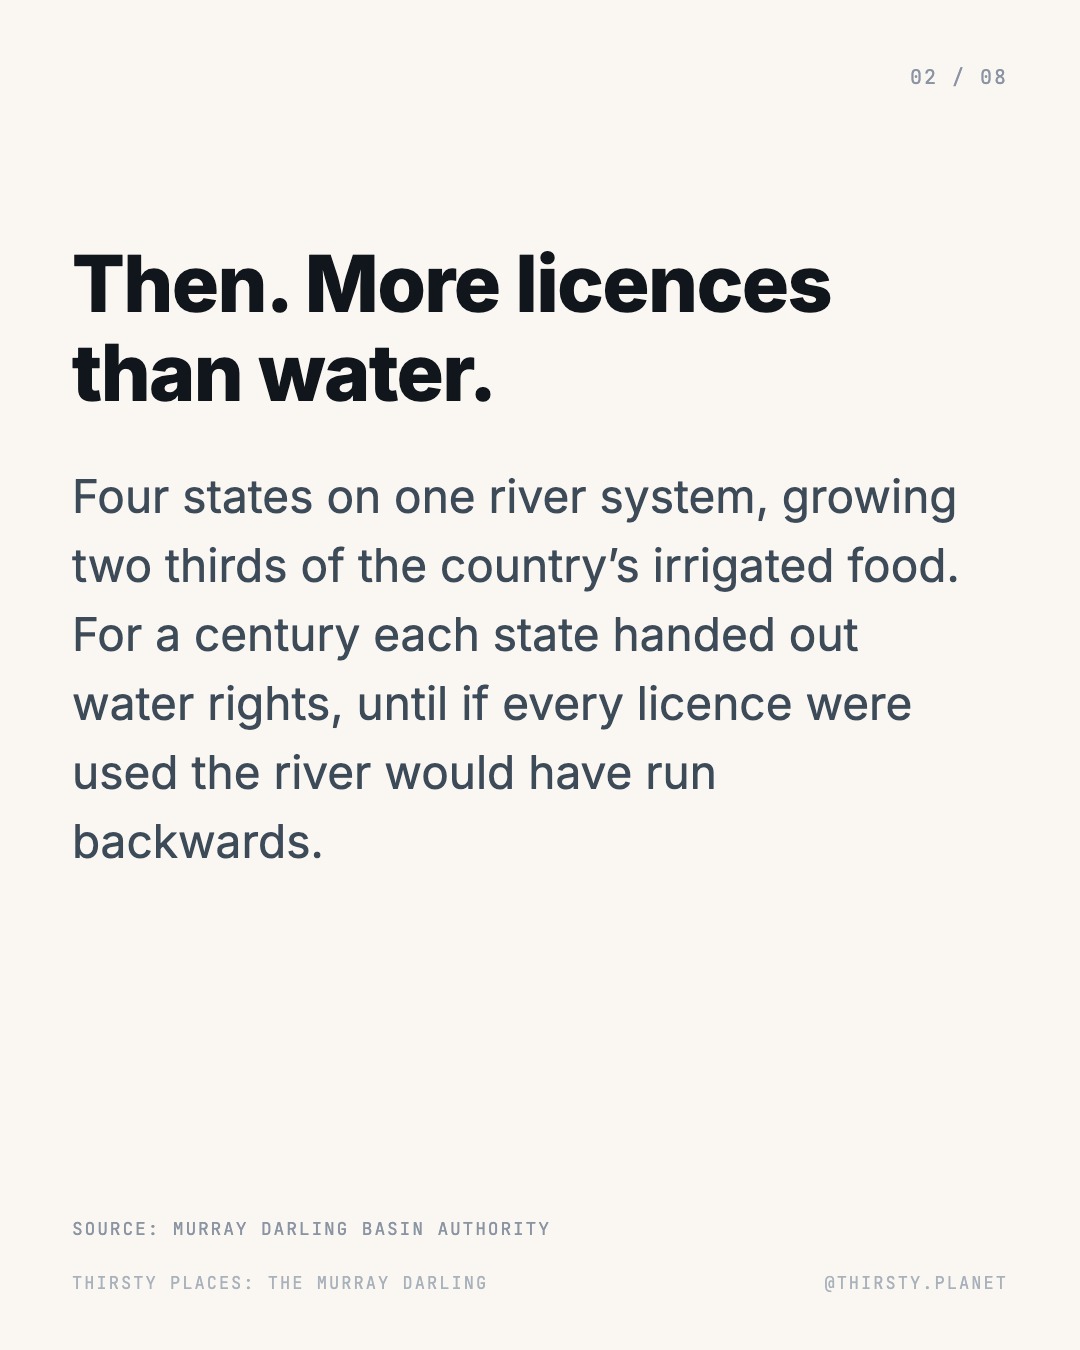 02 / 08
Then. More licences
than water.
Four states on one river system, growing
two thirds of the country’s irrigated food.
For a century each state handed out
water rights, until if every licence were
used the river would have run
backwards.
SOURCE: MURRAY DARLING BASIN AUTHORITY
THIRSTY PLACES: THE MURRAY DARLING
@THIRSTY.PLANET